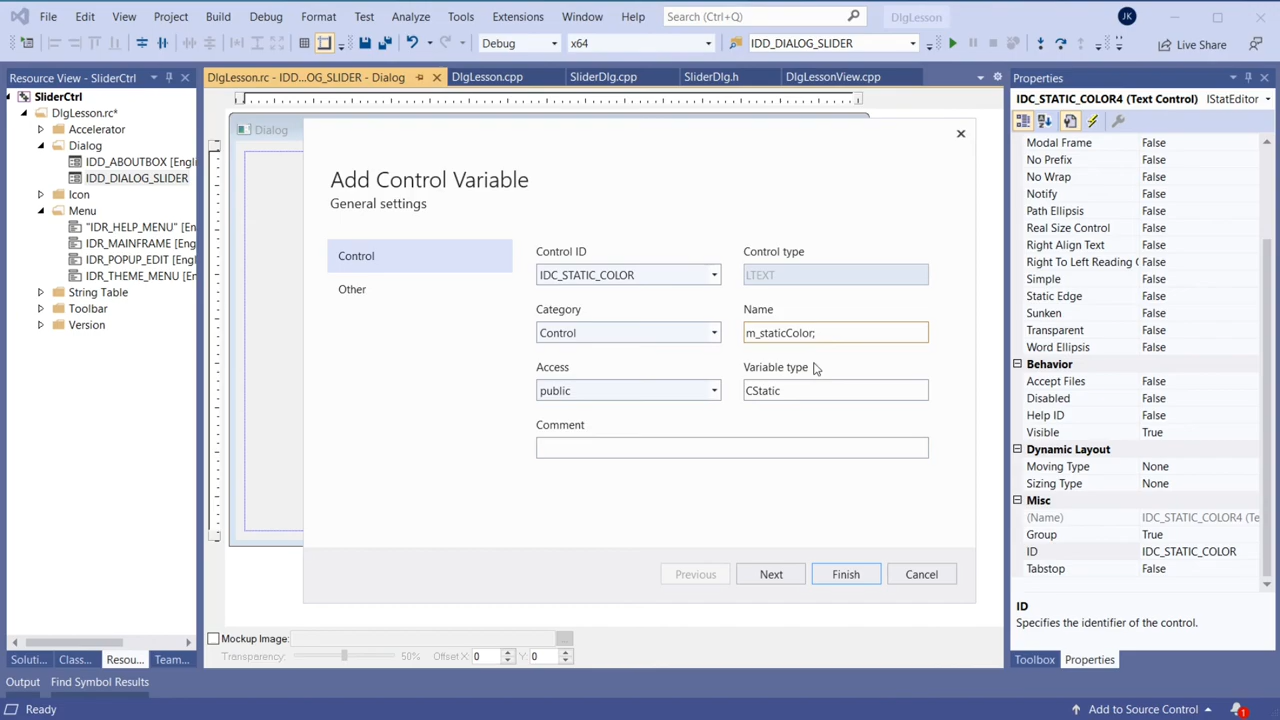 File Edit View Project Build Debug Format Test Analyze Tools Extensions Window Help Search (Ctrl+Q) DlgLesson JK
Debug x64 IDD_DIALOG_SLIDER Live Share
Resource View - SliderCtrl
SliderCtrl
DlgLesson.rc*
Accelerator
Dialog
IDD_ABOUTBOX [Engli
IDD_DIALOG_SLIDER
Icon
Menu
"IDR_HELP_MENU" [En
IDR_MAINFRAME [Eng
IDR_POPUP_EDIT [Engli
IDR_THEME_MENU [En
String Table
Toolbar
Version
Soluti... Class... Resou... Team...
DlgLesson.rc - IDD...OG_SLIDER - Dialog DlgLesson.cpp SliderDlg.cpp SliderDlg.h DlgLessonView.cpp
Dialog
Add Control Variable
General settings
Control
Other
Control ID Control type
IDC_STATIC_COLOR LTEXT
Category Name
Control m_staticColor;
Access Variable type
public CStatic
Comment
Previous Next Finish Cancel
Mockup Image: ...
Transparency: 50% Offset X: 0 Y: 0
Properties
IDC_STATIC_COLOR4 (Text Control) IStatEditor
Modal Frame False
No Prefix False
No Wrap False
Notify False
Path Ellipsis False
Real Size Control False
Right Align Text False
Right To Left Reading C False
Simple False
Static Edge False
Sunken False
Transparent False
Word Ellipsis False
Behavior
Accept Files False
Disabled False
Help ID False
Visible True
Dynamic Layout
Moving Type None
Sizing Type None
Misc
(Name) IDC_STATIC_COLOR4 (Te
Group True
ID IDC_STATIC_COLOR
Tabstop False
ID
Specifies the identifier of the control.
Toolbox Properties
Output Find Symbol Results
Ready Add to Source Control 1